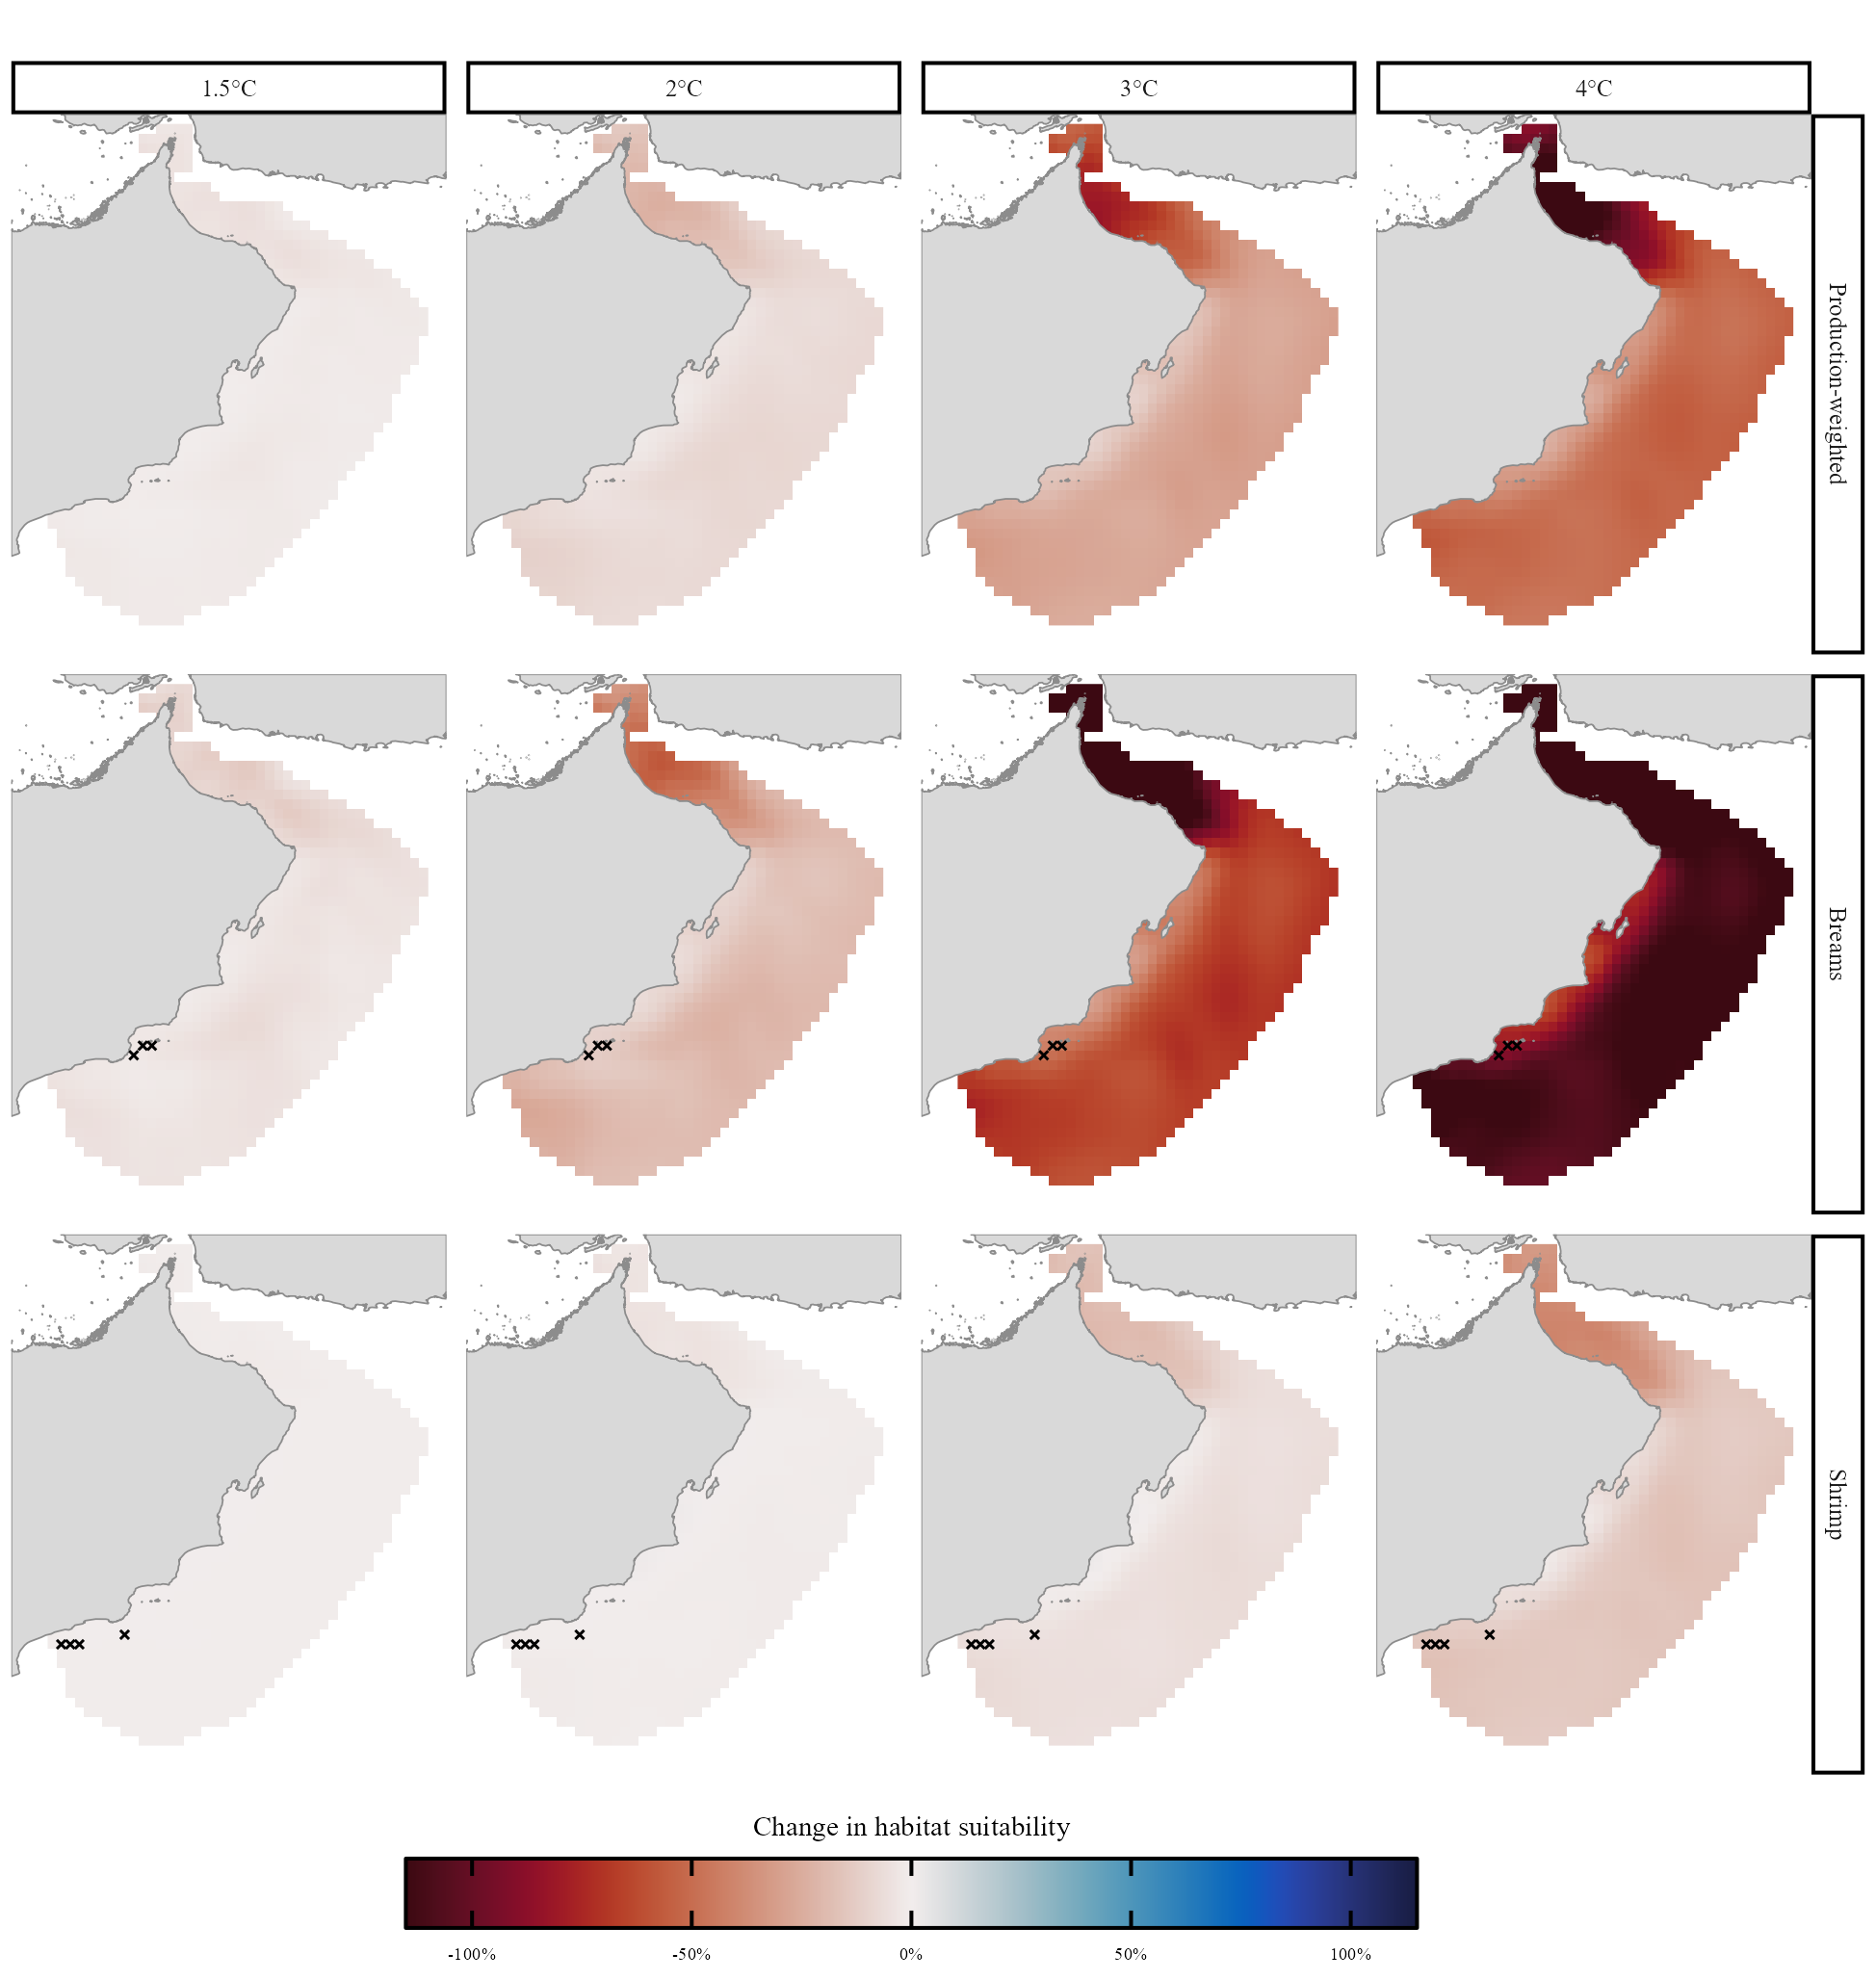 1.5°C
2°C
3°C
4°C
Production-weighted
Breams
Shrimp
Change in habitat suitability
-100%
-50%
0%
50%
100%